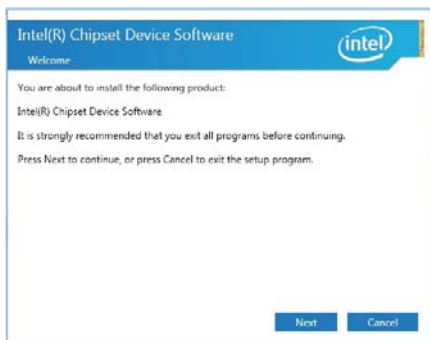 Intel(R) Chipset Device Software
intel
Welcome
You are about to install the following product:
Intel(R) Chipset Device Software
It is strongly recommended that you exit all programs before continuing.
Press Next to continue, or press Cancel to exit the setup program.
Next
Cancel